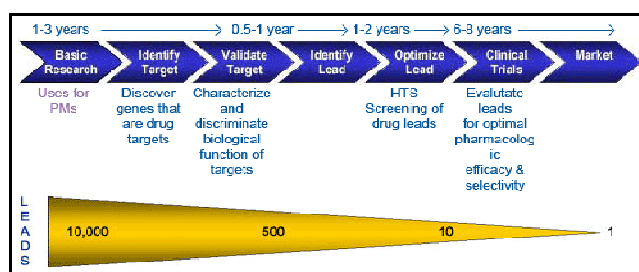 1-3 years 0.5-1 year 1-2 years 6-8 years
Basic Research
Identify Target
Validate Target
Identify Lead
Optimize Lead
Clinical Trials
Market
Uses for
PMs
Discover
genes that
are drug
targets
Characterize
and
discriminate
biological
function of
targets
HTS
Screening of
drug leads
Evalutate
leads
for optimal
pharmacolog
ic
efficacy &
selectivity
LEADS
10,000 500 10 1